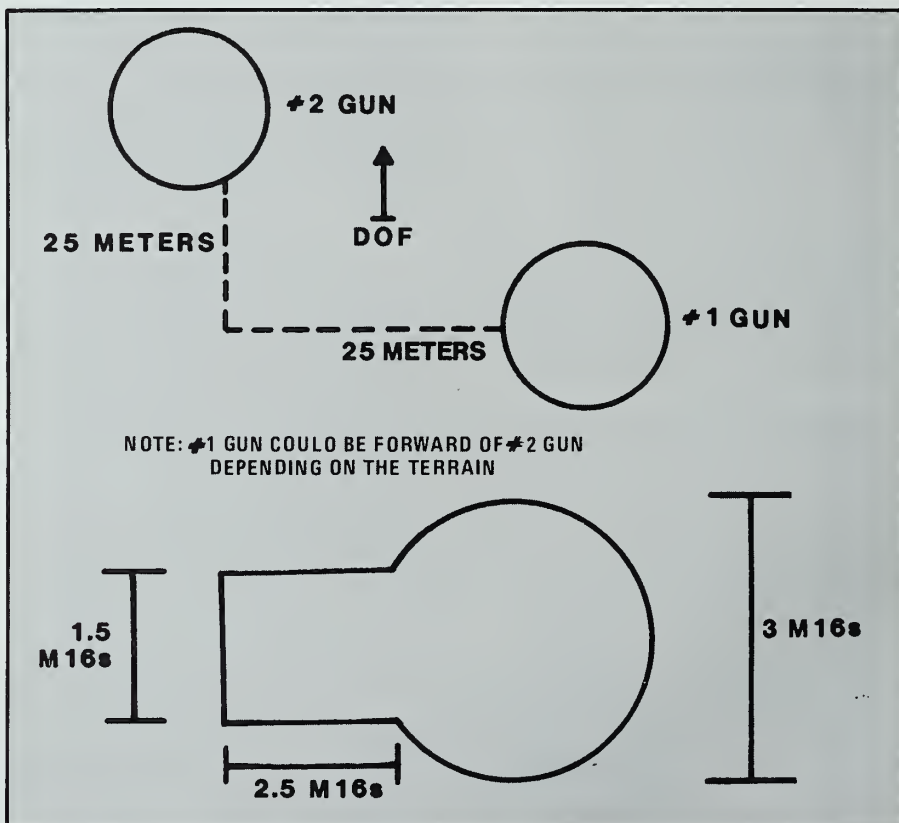 #2 GUN
25 METERS
DOF
#1 GUN
25 METERS
NOTE: #1 GUN COULD BE FORWARD OF #2 GUN
DEPENDING ON THE TERRAIN
1.5
M16s
3 M16s
2.5 M16s